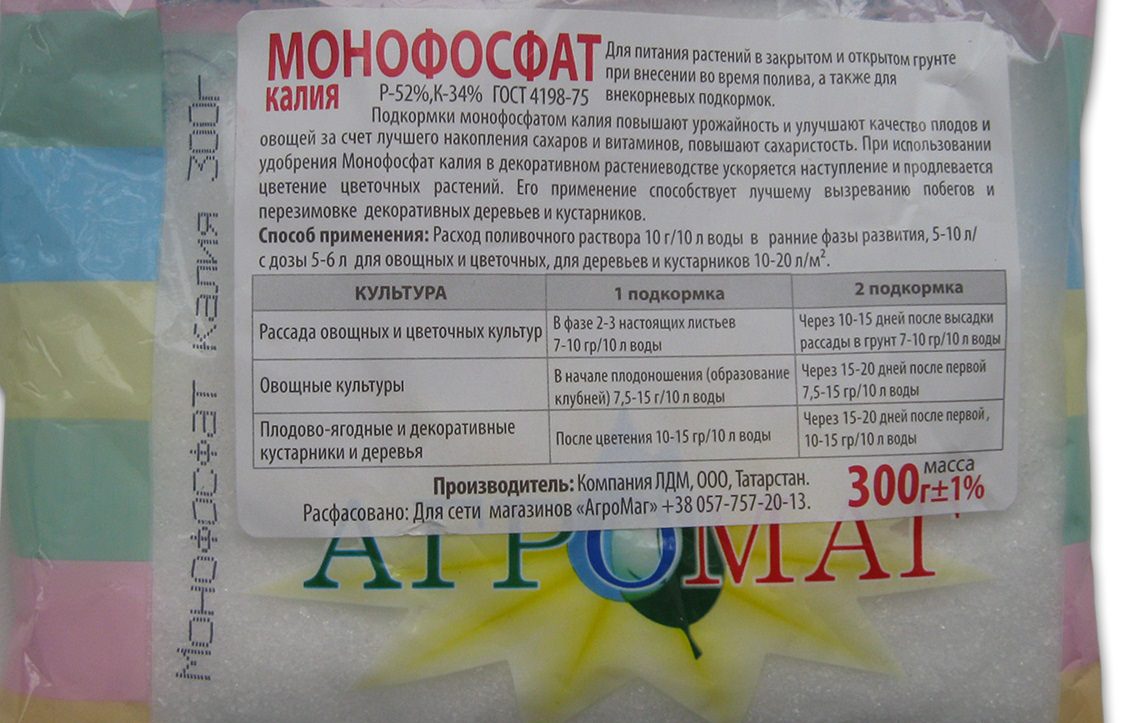 МОНОФОСФАТ
калия
P-52%,К-34% ГОСТ 4198-75
Для питания растений в закрытом и открытом грунте
при внесении во время полива, а также для
внекорневых подкормок.
Подкормки монофосфатом калия повышают урожайность и улучшают качество плодов и
овощей за счет лучшего накопления сахаров и витаминов, повышают сахаристость. При использовании
удобрения Монофосфат калия в декоративном растениеводстве ускоряется наступление и продлевается
цветение цветочных растений. Его применение способствует лучшему вызреванию побегов и
перезимовке декоративных деревьев и кустарников.
Способ применения: Расход поливочного раствора 10 г/10 л воды в ранние фазы развития, 5-10 л/
с дозы 5-6 л для овощных и цветочных, для деревьев и кустарников 10-20 л/м².
КУЛЬТУРА 1 подкормка 2 подкормка
Рассада овощных и цветочных культур
В фазе 2-3 настоящих листьев
7-10 гр/10 л воды
Через 10-15 дней после высадки
рассады в грунт 7-10 гр/10 л воды
Овощные культуры
В начале плодоношения (образование
клубней) 7,5-15 г/10 л воды
Через 15-20 дней после первой
7,5-15 гр/10 л воды
Плодово-ягодные и декоративные
кустарники и деревья
После цветения 10-15 гр/10 л воды
Через 15-20 дней после первой,
10-15 гр/10 л воды
Производитель: Компания ЛДМ, ООО, Татарстан.
Расфасовано: Для сети магазинов «АгроМаг» +38 057-757-20-13.
масса
300г±1%
АГРОМАГ
Монофосфат калия 300г